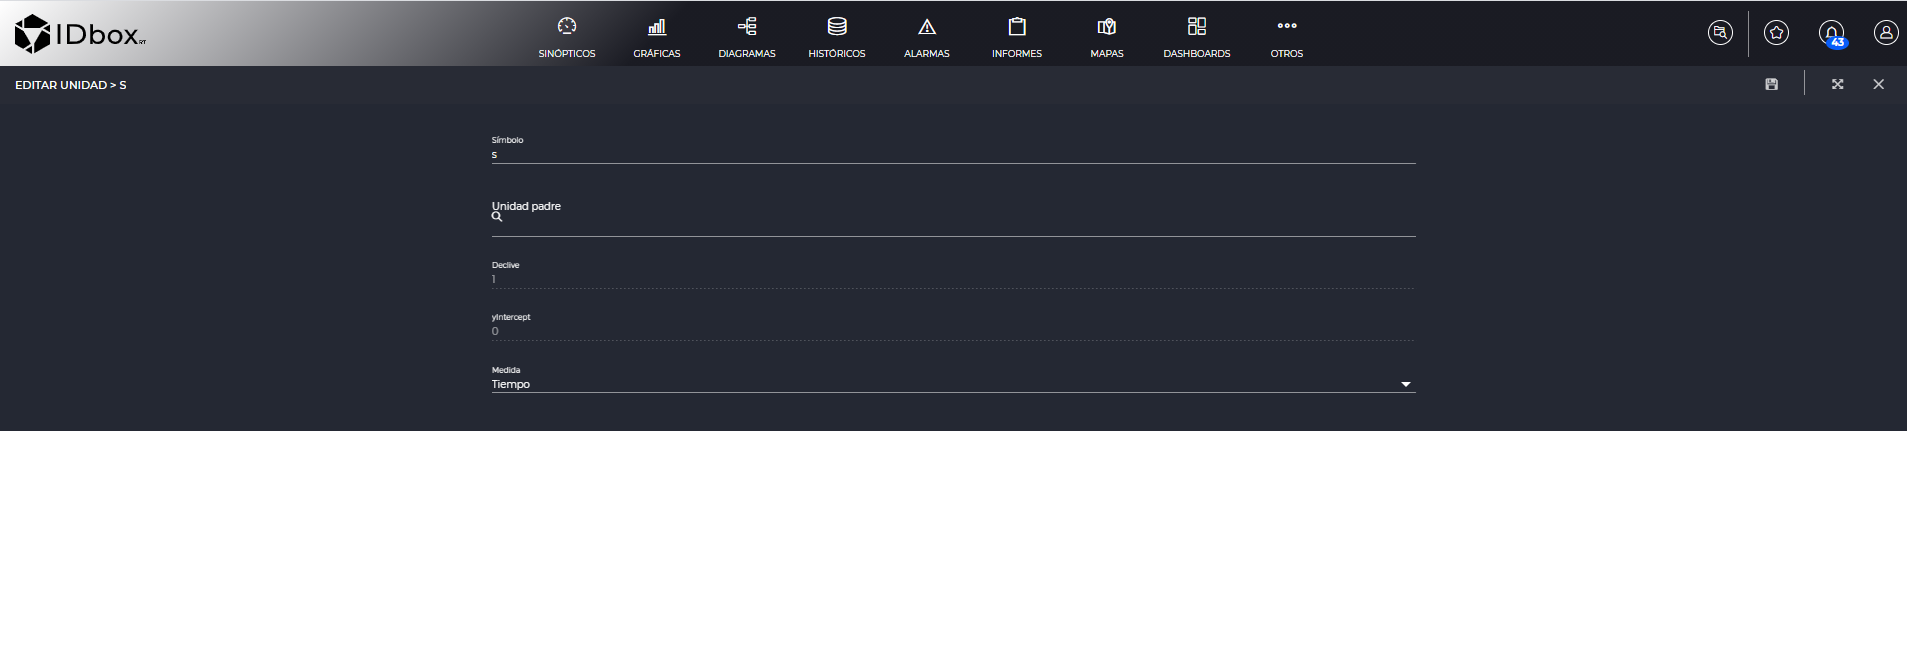 IDbox RT
SINÓPTICOS
GRÁFICAS
DIAGRAMAS
HISTÓRICOS
ALARMAS
INFORMES
MAPAS
DASHBOARDS
OTROS
43
EDITAR UNIDAD > S
Símbolo
s
Unidad padre
Declive
1
yIntercept
0
Medida
Tiempo